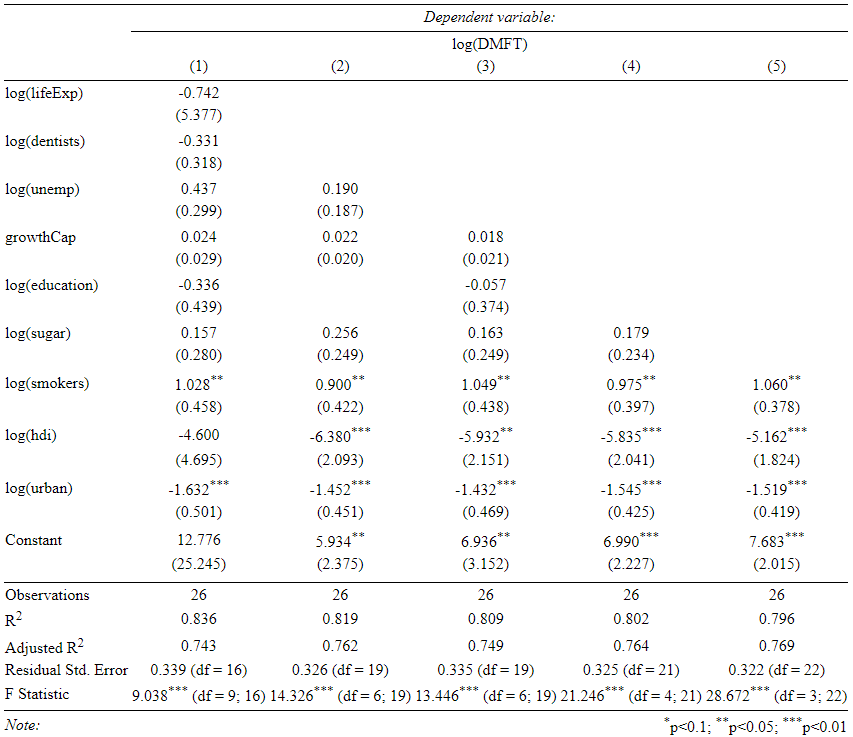 Dependent variable:
log(DMFT)
(1) (2) (3) (4) (5)
log(lifeExp) -0.742
(5.377)
log(dentists) -0.331
(0.318)
log(unemp) 0.437 0.190
(0.299) (0.187)
growthCap 0.024 0.022 0.018
(0.029) (0.020) (0.021)
log(education) -0.336 -0.057
(0.439) (0.374)
log(sugar) 0.157 0.256 0.163 0.179
(0.280) (0.249) (0.249) (0.234)
log(smokers) 1.028** 0.900** 1.049** 0.975** 1.060**
(0.458) (0.422) (0.438) (0.397) (0.378)
log(hdi) -4.600 -6.380*** -5.932** -5.835*** -5.162***
(4.695) (2.093) (2.151) (2.041) (1.824)
log(urban) -1.632*** -1.452*** -1.432*** -1.545*** -1.519***
(0.501) (0.451) (0.469) (0.425) (0.419)
Constant 12.776 5.934** 6.936** 6.990*** 7.683***
(25.245) (2.375) (3.152) (2.227) (2.015)
Observations 26 26 26 26 26
R2 0.836 0.819 0.809 0.802 0.796
Adjusted R2 0.743 0.762 0.749 0.764 0.769
Residual Std. Error 0.339 (df = 16) 0.326 (df = 19) 0.335 (df = 19) 0.325 (df = 21) 0.322 (df = 22)
F Statistic 9.038*** (df = 9; 16) 14.326*** (df = 6; 19) 13.446*** (df = 6; 19) 21.246*** (df = 4; 21) 28.672*** (df = 3; 22)
Note: *p<0.1; **p<0.05; ***p<0.01